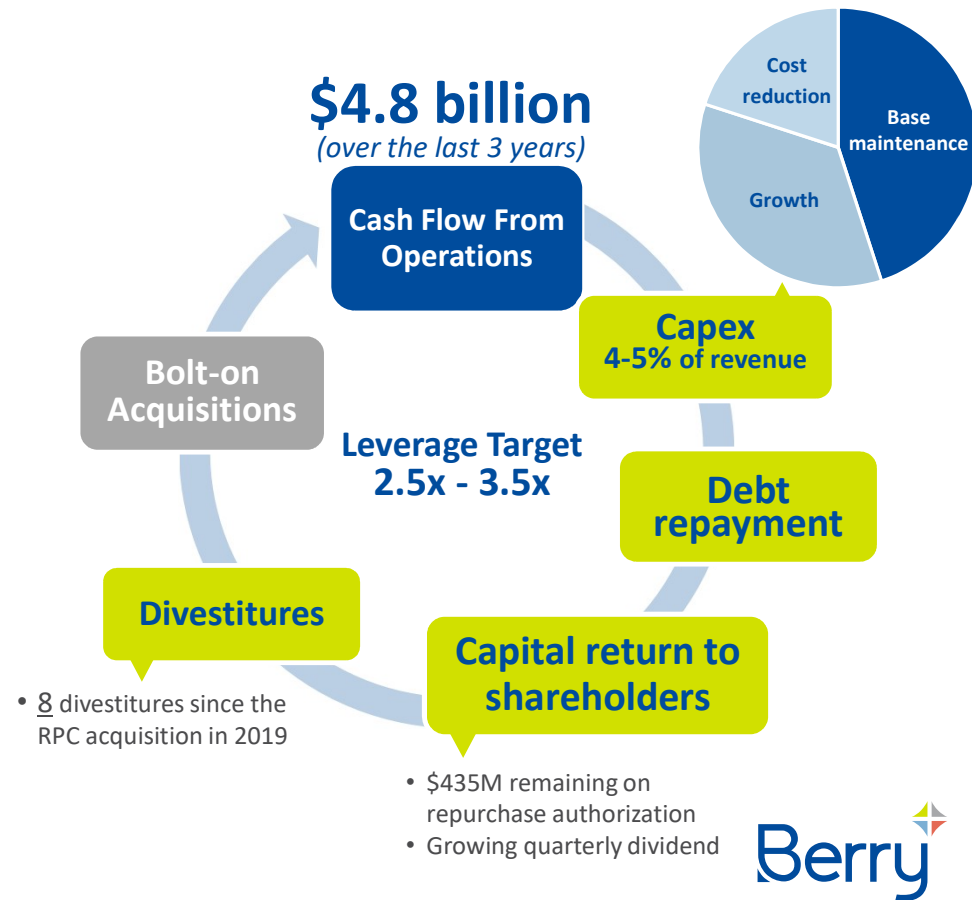 $4.8 billion
(over the last 3 years)
Cash Flow From
Operations
Cost
reduction
Base
maintenance
Growth
Capex
4-5% of revenue
Bolt-on
Acquisitions
Leverage Target
2.5x - 3.5x
Debt
repayment
Divestitures
Capital return to
shareholders
• 8 divestitures since the
RPC acquisition in 2019
• $435M remaining on
repurchase authorization
• Growing quarterly dividend
Berry